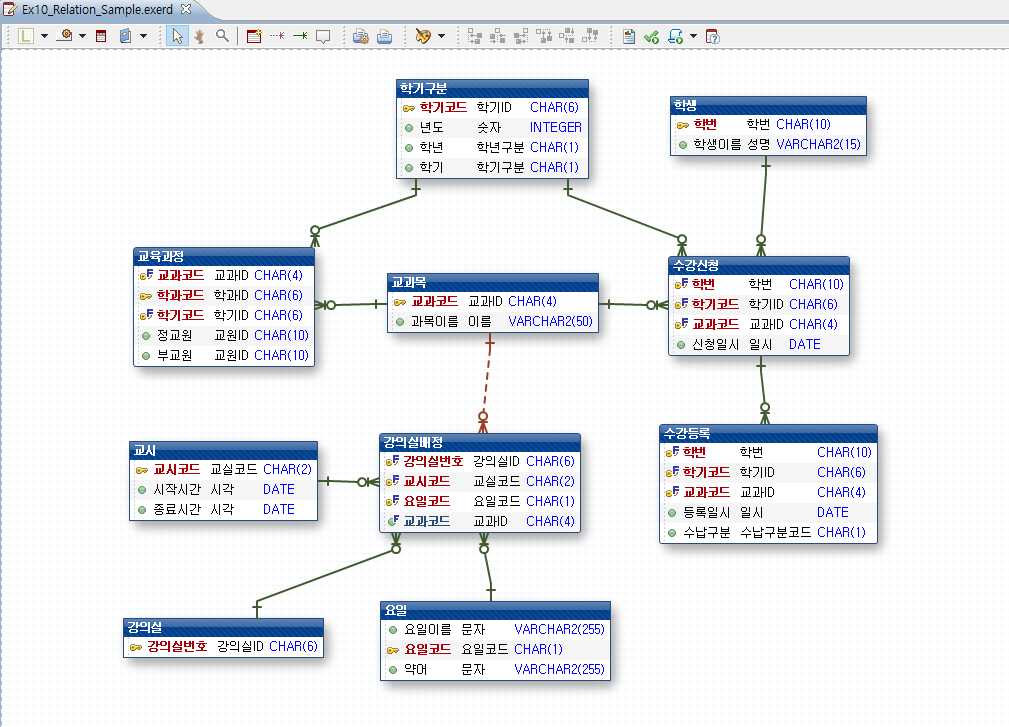 Ex10_Relation_Sample.exerd
학기구분
학기코드 학기ID CHAR(6)
년도 숫자 INTEGER
학년 학년구분 CHAR(1)
학기 학기구분 CHAR(1)
학생
학번 학번 CHAR(10)
학생이름 성명 VARCHAR2(15)
교육과정
교과코드 교과ID CHAR(4)
학과코드 학과ID CHAR(6)
학기코드 학기ID CHAR(6)
정교원 교원ID CHAR(10)
부교원 교원ID CHAR(10)
교과목
교과코드 교과ID CHAR(4)
과목이름 이름 VARCHAR2(50)
수강신청
학번 학번 CHAR(10)
학기코드 학기ID CHAR(6)
교과코드 교과ID CHAR(4)
신청일시 일시 DATE
교시
교시코드 교실코드 CHAR(2)
시작시간 시각 DATE
종료시간 시각 DATE
강의실배정
강의실번호 강의실ID CHAR(6)
교시코드 교실코드 CHAR(2)
요일코드 요일코드 CHAR(1)
교과코드 교과ID CHAR(4)
수강등록
학번 학번 CHAR(10)
학기코드 학기ID CHAR(6)
교과코드 교과ID CHAR(4)
등록일시 일시 DATE
수납구분 수납구분코드 CHAR(1)
강의실
강의실번호 강의실ID CHAR(6)
요일
요일이름 문자 VARCHAR2(255)
요일코드 요일코드 CHAR(1)
약어 문자 VARCHAR2(255)